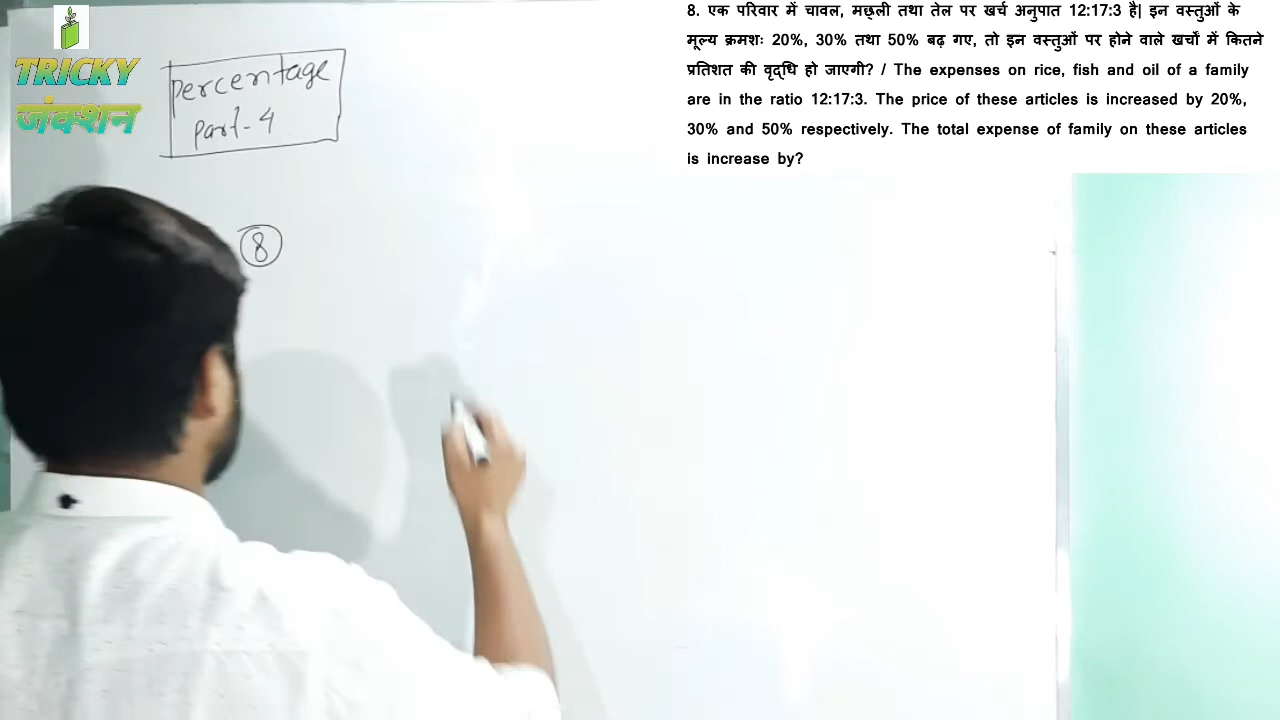 TRICKY
जंक्शन
percentage
part-4
8
8. एक परिवार में चावल, मछ्ली तथा तेल पर खर्च अनुपात 12:17:3 है| इन वस्तुओं के
मूल्य क्रमशः 20%, 30% तथा 50% बढ़ गए, तो इन वस्तुओं पर होने वाले खर्चों में कितने
प्रतिशत की वृद्धि हो जाएगी? / The expenses on rice, fish and oil of a family
are in the ratio 12:17:3. The price of these articles is increased by 20%,
30% and 50% respectively. The total expense of family on these articles
is increase by?